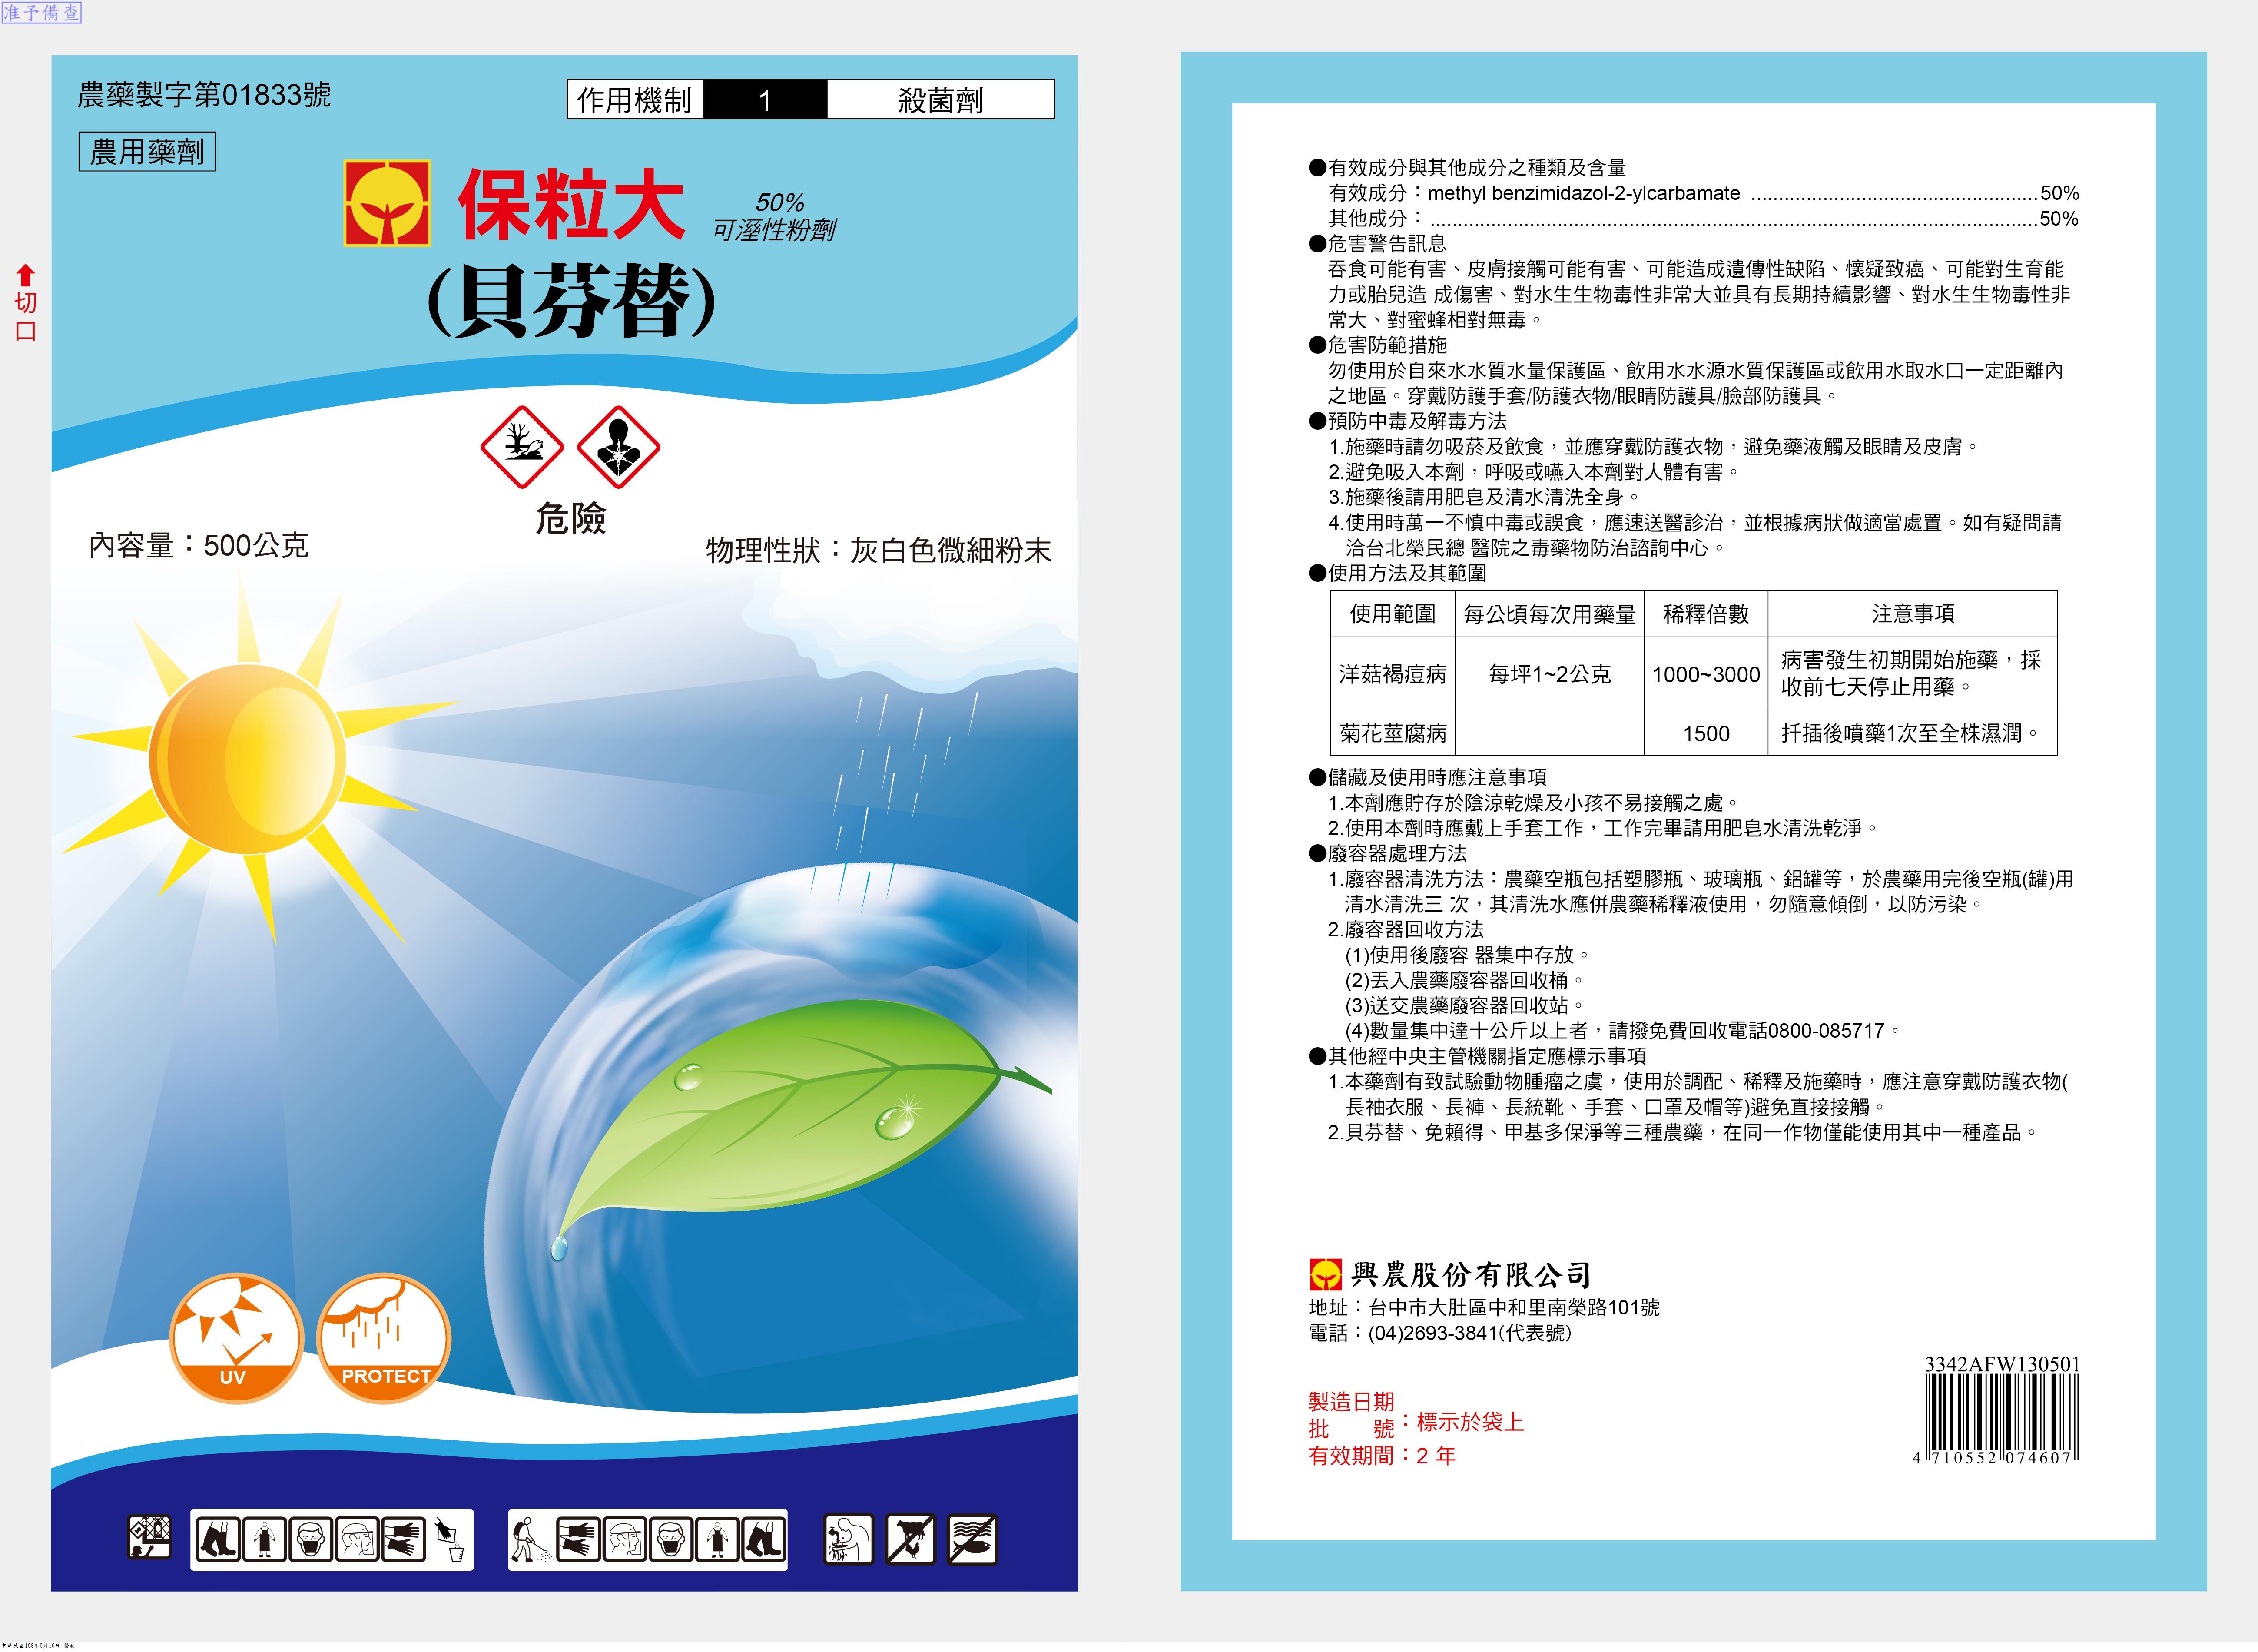 准予備查
農藥製字第01833號
作用機制 1 殺菌劑
農用藥劑
保粒大
50%
可溼性粉劑
(貝芬替)
切
口
危險
內容量：500公克
物理性狀：灰白色微細粉末
UV
PROTECT
●有效成分與其他成分之種類及含量
有效成分：methyl benzimidazol-2-ylcarbamate ....................................................50%
其他成分：..............................................................................................................50%
●危害警告訊息
吞食可能有害、皮膚接觸可能有害、可能造成遺傳性缺陷、懷疑致癌、可能對生育能
力或胎兒造 成傷害、對水生生物毒性非常大並具有長期持續影響、對水生生物毒性非
常大、對蜜蜂相對無毒。
●危害防範措施
勿使用於自來水水質水量保護區、飲用水水源水質保護區或飲用水取水口一定距離內
之地區。穿戴防護手套/防護衣物/眼睛防護具/臉部防護具。
●預防中毒及解毒方法
1.施藥時請勿吸菸及飲食，並應穿戴防護衣物，避免藥液觸及眼睛及皮膚。
2.避免吸入本劑，呼吸或嚥入本劑對人體有害。
3.施藥後請用肥皂及清水清洗全身。
4.使用時萬一不慎中毒或誤食，應速送醫診治，並根據病狀做適當處置。如有疑問請
洽台北榮民總 醫院之毒藥物防治諮詢中心。
●使用方法及其範圍
使用範圍 每公頃每次用藥量 稀釋倍數 注意事項
洋菇褐痘病 每坪1~2公克 1000~3000 病害發生初期開始施藥，採
收前七天停止用藥。
菊花莖腐病 1500 扦插後噴藥1次至全株濕潤。
●儲藏及使用時應注意事項
1.本劑應貯存於陰涼乾燥及小孩不易接觸之處。
2.使用本劑時應戴上手套工作，工作完畢請用肥皂水清洗乾淨。
●廢容器處理方法
1.廢容器清洗方法：農藥空瓶包括塑膠瓶、玻璃瓶、鋁罐等，於農藥用完後空瓶(罐)用
清水清洗三 次，其清洗水應併農藥稀釋液使用，勿隨意傾倒，以防污染。
2.廢容器回收方法
(1)使用後廢容 器集中存放。
(2)丟入農藥廢容器回收桶。
(3)送交農藥廢容器回收站。
(4)數量集中達十公斤以上者，請撥免費回收電話0800-085717。
●其他經中央主管機關指定應標示事項
1.本藥劑有致試驗動物腫瘤之虞，使用於調配、稀釋及施藥時，應注意穿戴防護衣物(
長袖衣服、長褲、長統靴、手套、口罩及帽等)避免直接接觸。
2.貝芬替、免賴得、甲基多保淨等三種農藥，在同一作物僅能使用其中一種產品。
興農股份有限公司
地址：台中市大肚區中和里南榮路101號
電話：(04)2693-3841(代表號)
製造日期
批 號：標示於袋上
有效期間：2 年
3342AFW130501
4 710552 074607
中華民國109年6月16日 簽發